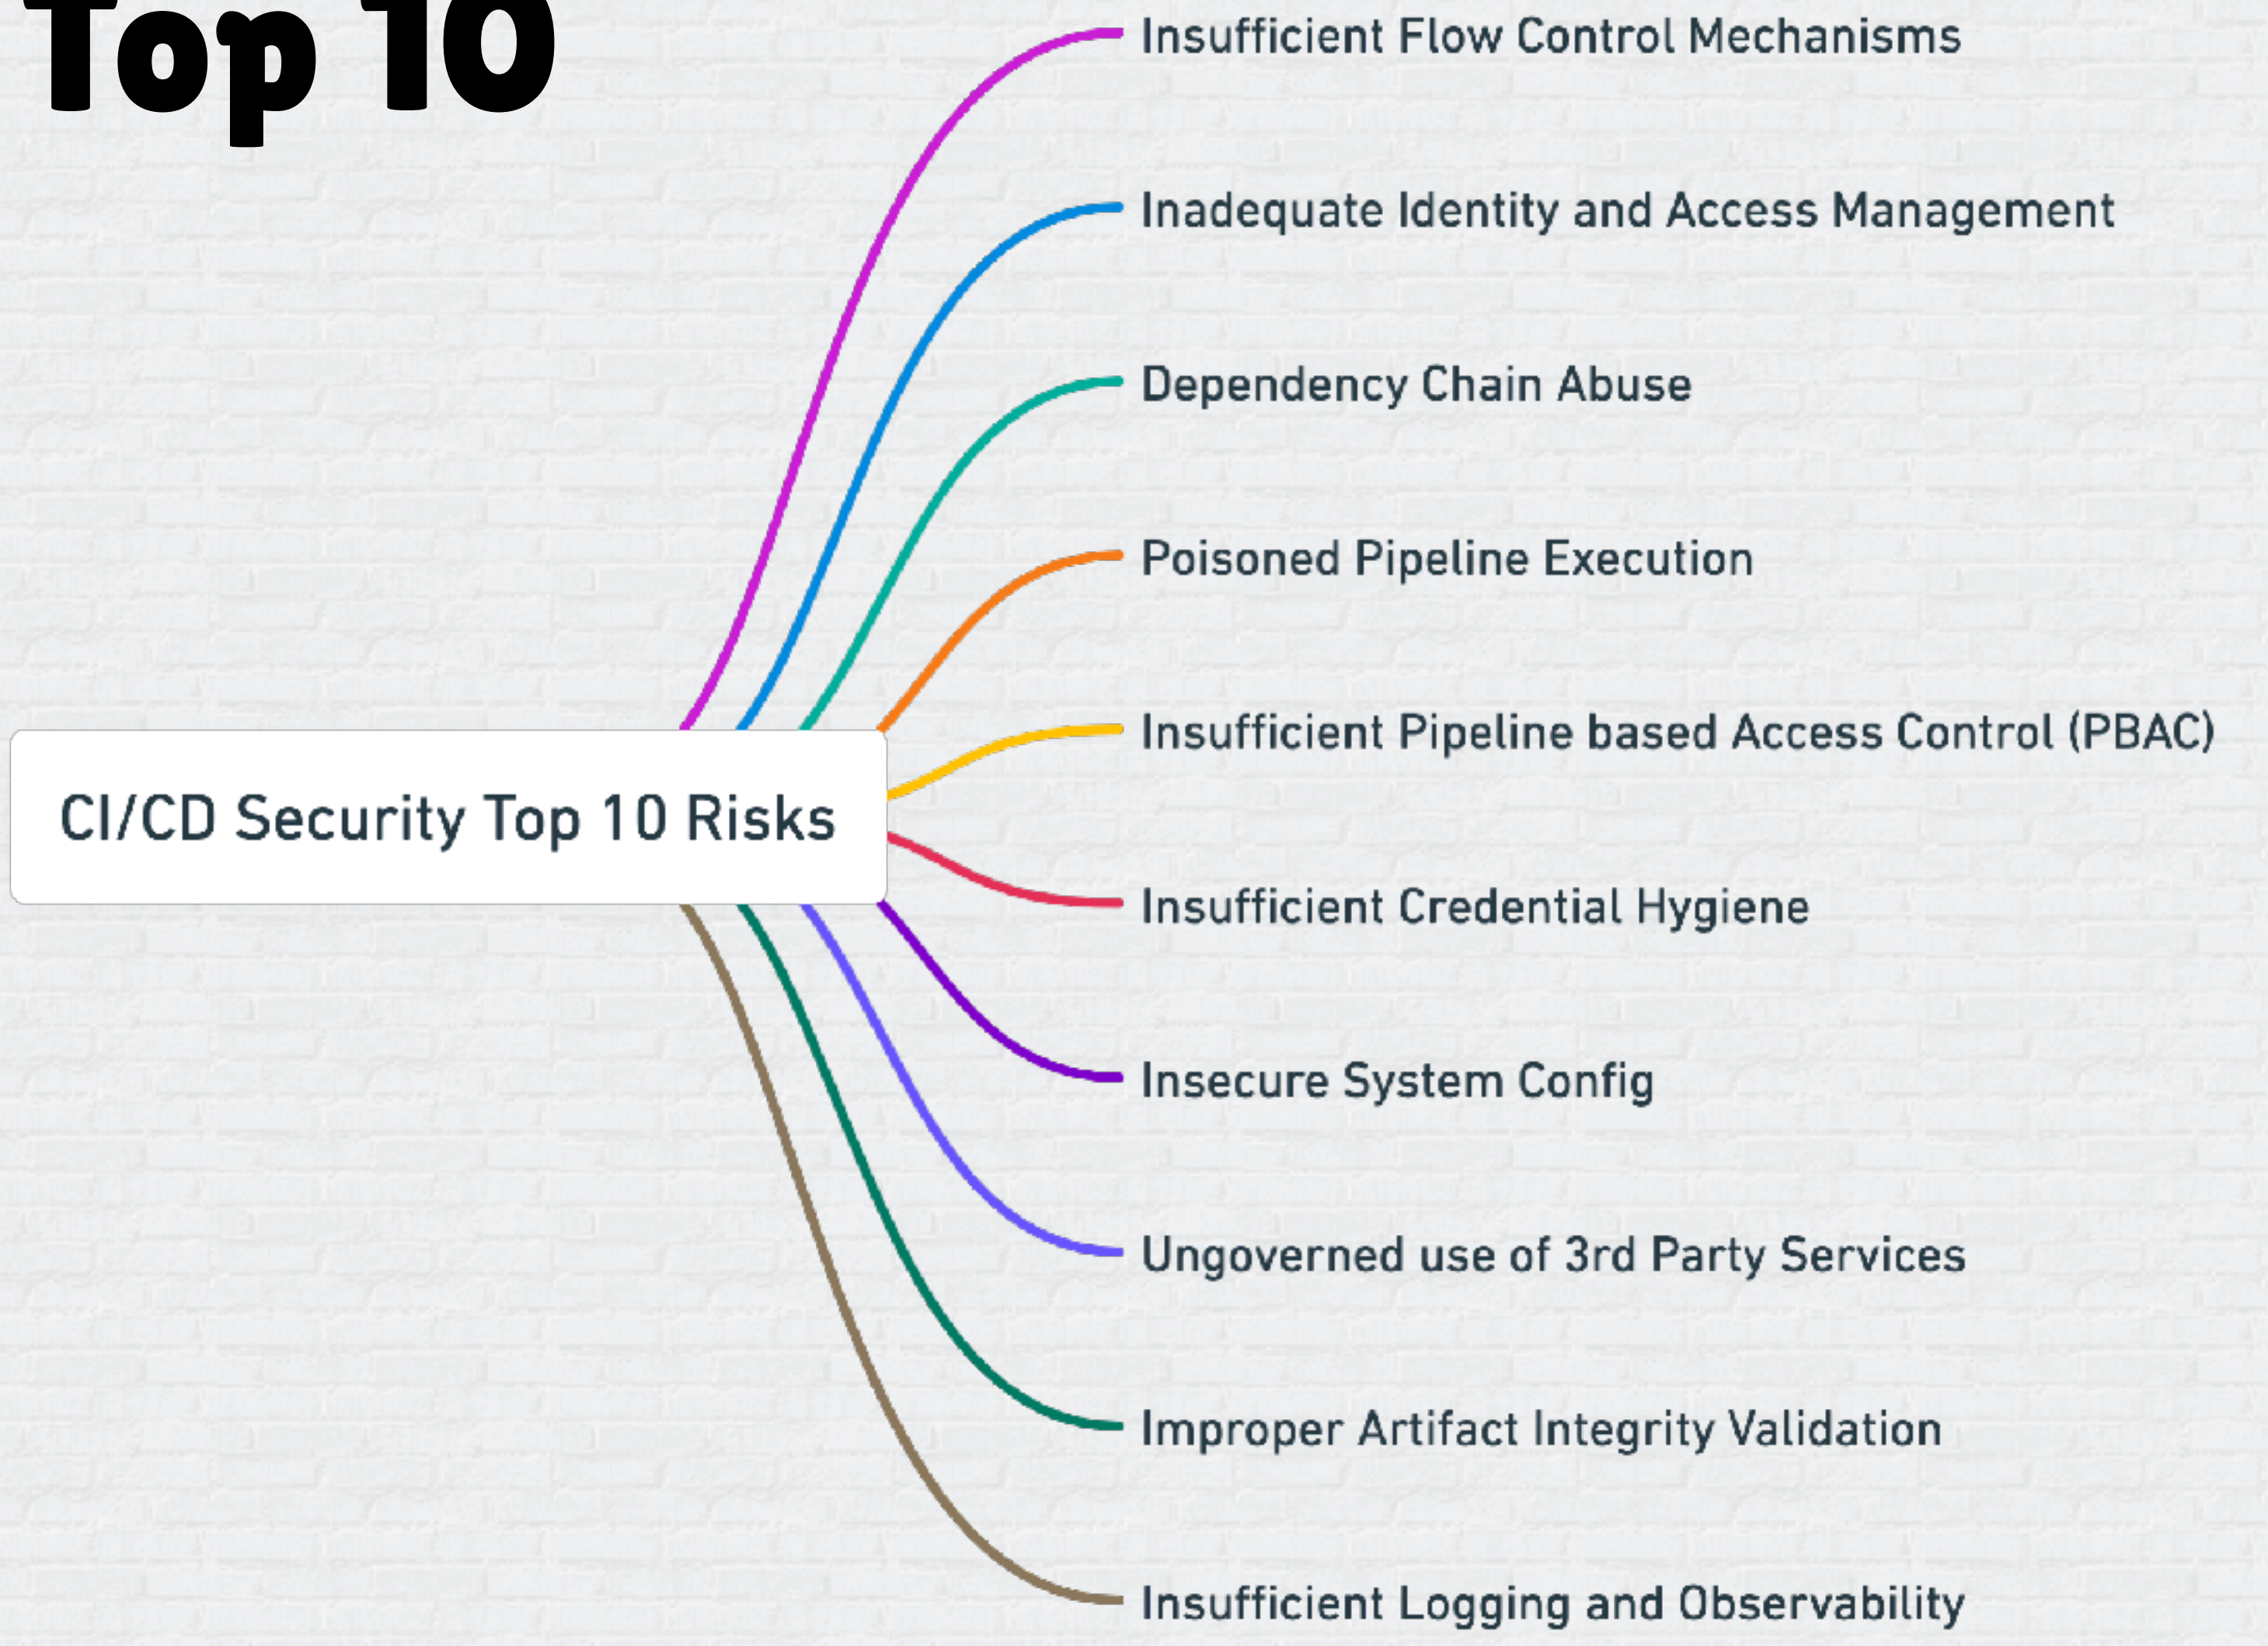 Top 10
Insufficient Flow Control Mechanisms
Inadequate Identity and Access Management
Dependency Chain Abuse
Poisoned Pipeline Execution
Insufficient Pipeline based Access Control (PBAC)
CI/CD Security Top 10 Risks
Insufficient Credential Hygiene
Insecure System Config
Ungoverned use of 3rd Party Services
Improper Artifact Integrity Validation
Insufficient Logging and Observability